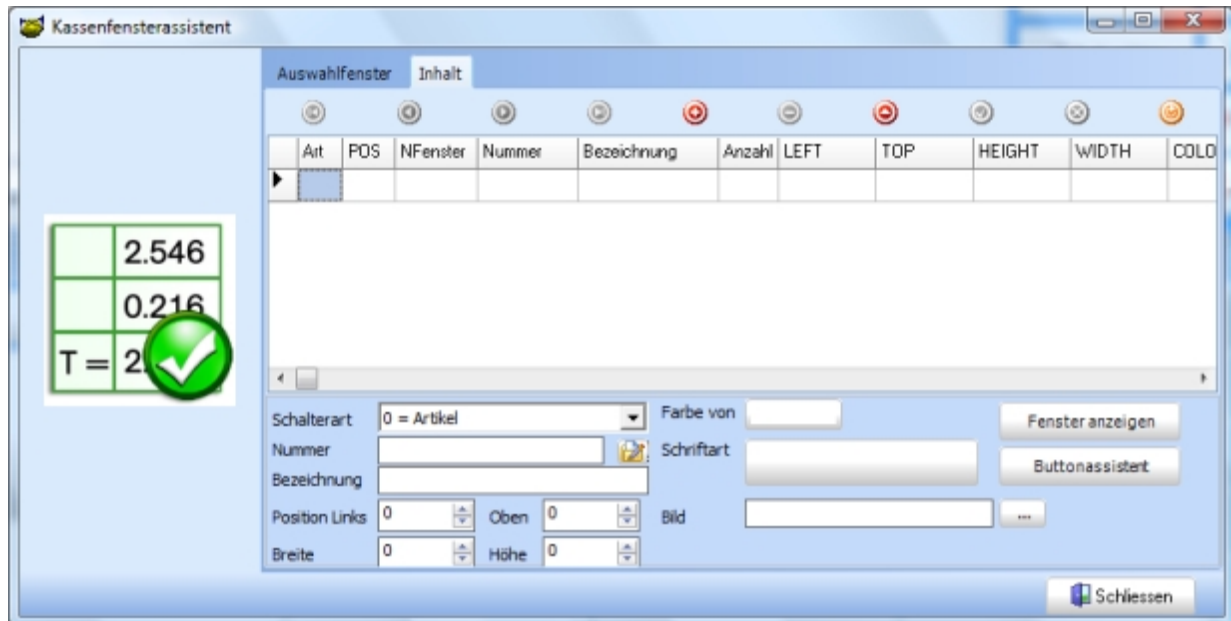 Kassenfensterassistent
Auswahlfenster Inhalt
Art POS NFenster Nummer Bezeichnung Anzahl LEFT TOP HEIGHT WIDTH COLO
2.546
0.216
T = 2.
Schalterart 0 = Artikel Farbe von Fenster anzeigen
Nummer Schriftart
Bezeichnung Buttonassistent
Position Links 0 Oben 0 Bild ...
Breite 0 Höhe 0
Schliessen